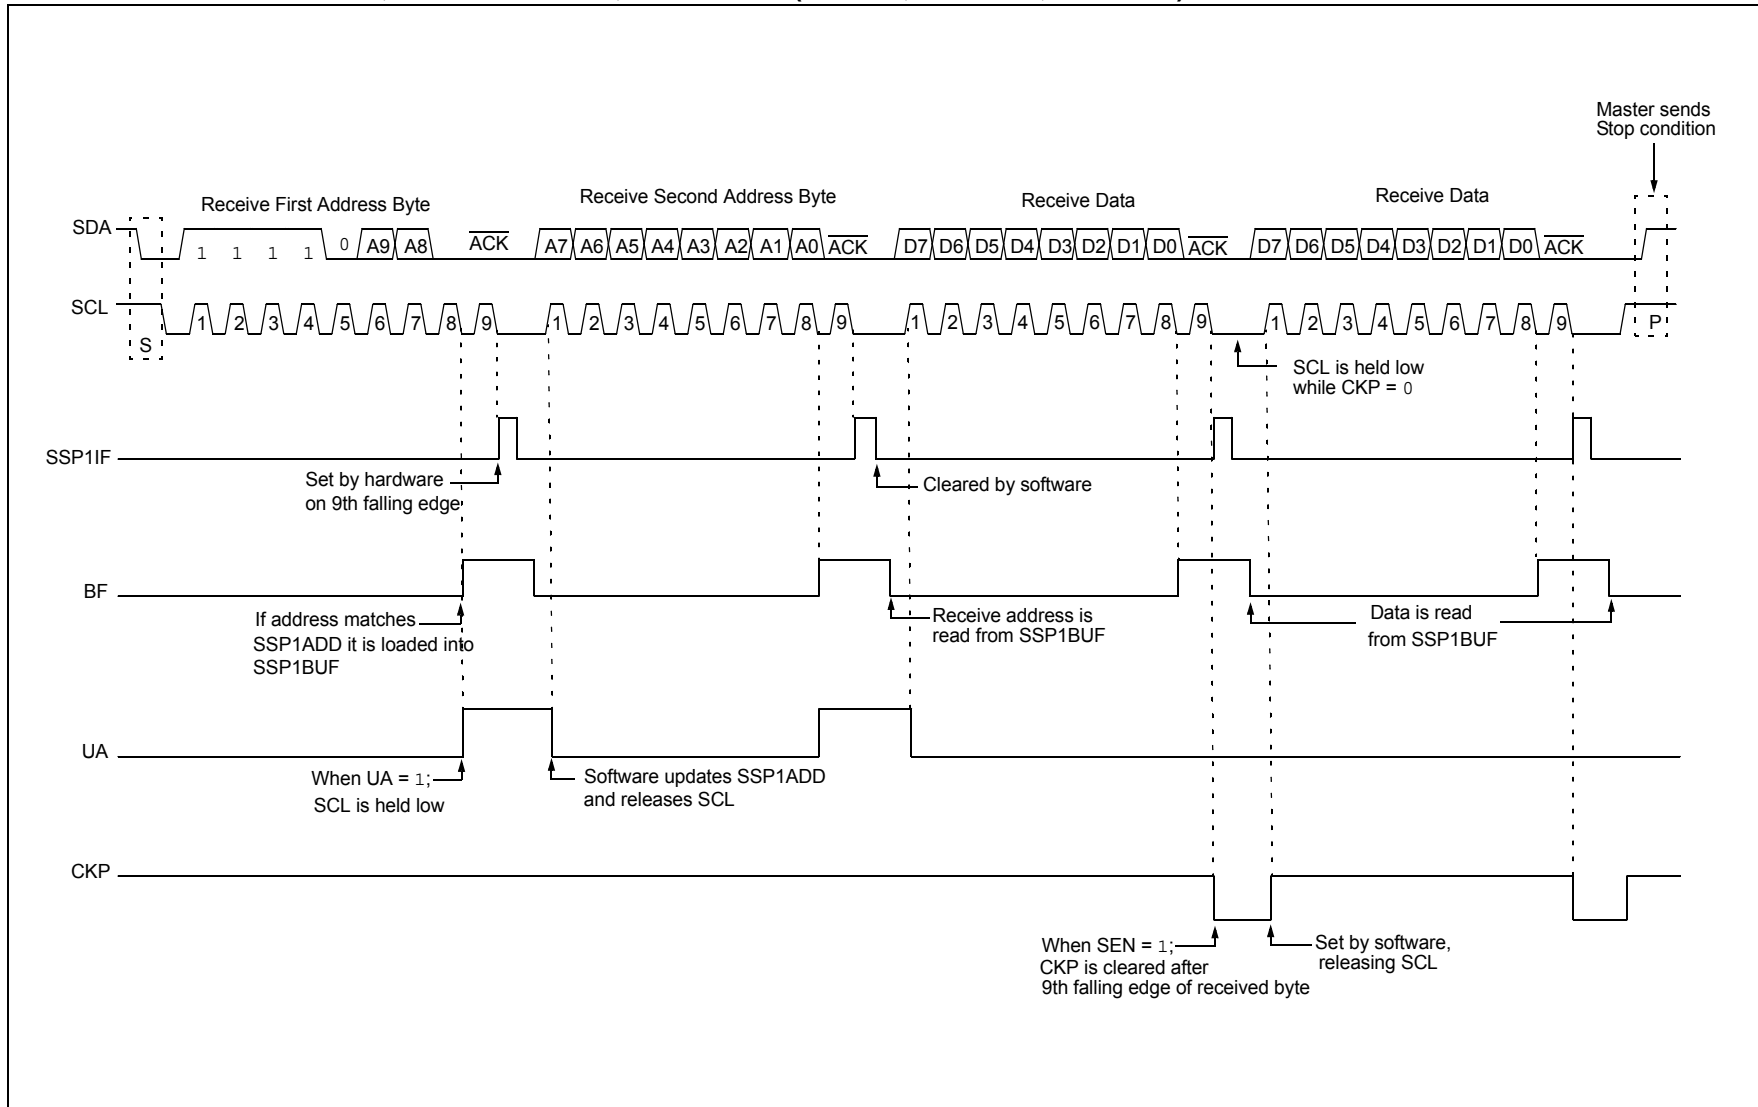 Master sends
Stop condition
Receive First Address Byte
Receive Second Address Byte
Receive Data
Receive Data
SDA
1 1 1 1 0 A9 A8 ACK A7 A6 A5 A4 A3 A2 A1 A0 ACK D7 D6 D5 D4 D3 D2 D1 D0 ACK D7 D6 D5 D4 D3 D2 D1 D0 ACK
SCL
S 1 2 3 4 5 6 7 8 9 1 2 3 4 5 6 7 8 9 1 2 3 4 5 6 7 8 9 1 2 3 4 5 6 7 8 9 P
SCL is held low
while CKP = 0
SSP1IF
Set by hardware
on 9th falling edge
Cleared by software
BF
If address matches
SSP1ADD it is loaded into
SSP1BUF
Receive address is
read from SSP1BUF
Data is read
from SSP1BUF
UA
When UA = 1;
SCL is held low
Software updates SSP1ADD
and releases SCL
CKP
When SEN = 1;
CKP is cleared after
9th falling edge of received byte
Set by software,
releasing SCL